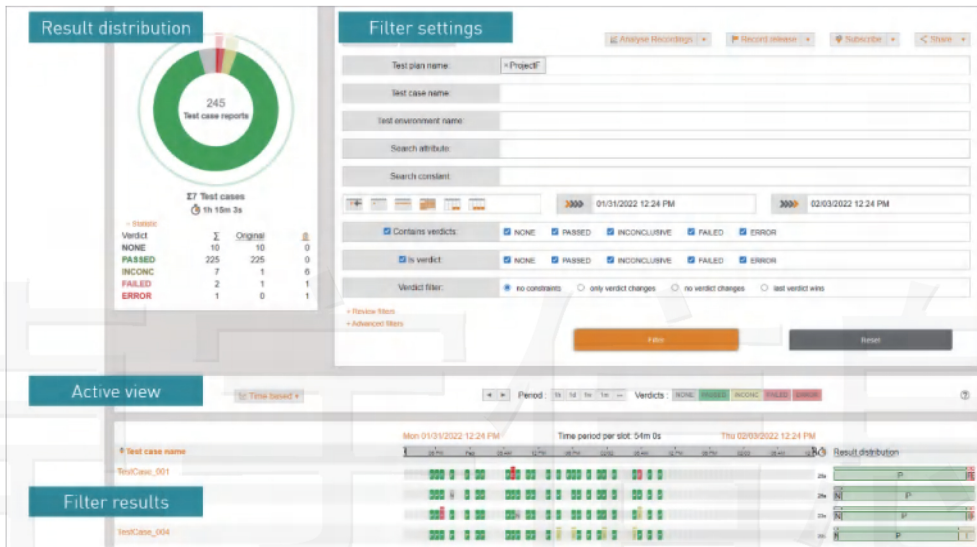 Result distribution
Filter settings
Analyse Recordings
Record release
Subscribe
Share
245
Test case reports
Σ7 Test cases
1h 15m 3s
- Statistic
Verdict Σ Original
NONE 10 10 0
PASSED 225 225 0
INCONC 7 1 6
FAILED 2 1 1
ERROR 1 0 1
Test plan name: ×ProjectF
Test case name:
Test environment name:
Search attribute:
Search constant:
01/31/2022 12:24 PM 02/03/2022 12:24 PM
Contains verdicts: NONE PASSED INCONCLUSIVE FAILED ERROR
Is verdict: NONE PASSED INCONCLUSIVE FAILED ERROR
Verdict filter: no constraints only verdict changes no verdict changes last verdict wins
+ Review filters
+ Advanced filters
Filter Reset
Active view
Time based
Period: 1h 1d 1w 1m Verdicts: NONE PASSED INCONC FAILED ERROR
Mon 01/31/2022 12:24 PM Time period per slot: 54m 0s Thu 02/03/2022 12:24 PM
Test case name Result distribution
TestCase_001 P
Filter results
N P
N P
TestCase_004 P